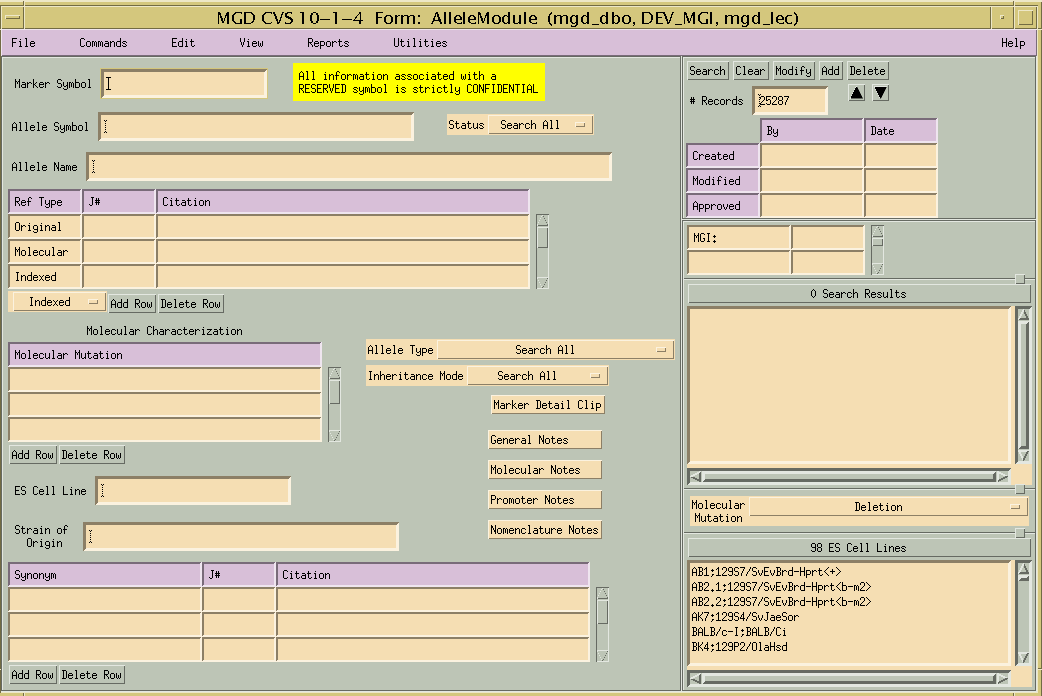 MGD CVS 10-1-4 Form: AlleleModule (mgd_dbo, DEV_MGI, mgd_lec)
File Commands Edit View Reports Utilities Help
Marker Symbol
All information associated with a
RESERVED symbol is strictly CONFIDENTIAL
Allele Symbol
Status Search All
Allele Name
Ref Type J# Citation
Original
Molecular
Indexed
Indexed Add Row Delete Row
Molecular Characterization
Molecular Mutation
Add Row Delete Row
Allele Type Search All
Inheritance Mode Search All
Marker Detail Clip
General Notes
Molecular Notes
Promoter Notes
Nomenclature Notes
ES Cell Line
Strain of
Origin
Synonym J# Citation
Add Row Delete Row
Search Clear Modify Add Delete
# Records 25287
By Date
Created
Modified
Approved
MGI:
0 Search Results
Molecular
Mutation
Deletion
98 ES Cell Lines
AB1;129S7/SvEvBrd-Hprt<+>
AB2.1;129S7/SvEvBrd-Hprt<b-m2>
AB2.2;129S7/SvEvBrd-Hprt<b-m2>
AK7;129S4/SvJaeSor
BALB/c-I;BALB/Ci
BK4;129P2/OlaHsd